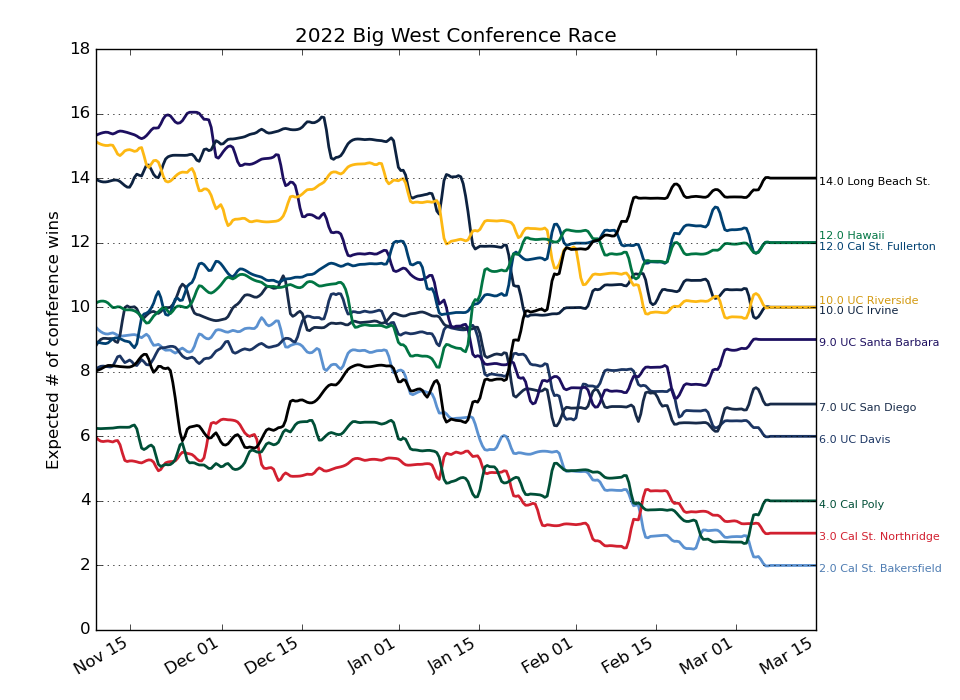 2022 Big West Conference Race
Expected # of conference wins
18
16
14
12
10
8
6
4
2
0
14.0 Long Beach St.
12.0 Hawaii
12.0 Cal St. Fullerton
10.0 UC Riverside
10.0 UC Irvine
9.0 UC Santa Barbara
7.0 UC San Diego
6.0 UC Davis
4.0 Cal Poly
3.0 Cal St. Northridge
2.0 Cal St. Bakersfield
Nov 15
Dec 01
Dec 15
Jan 01
Jan 15
Feb 01
Feb 15
Mar 01
Mar 15